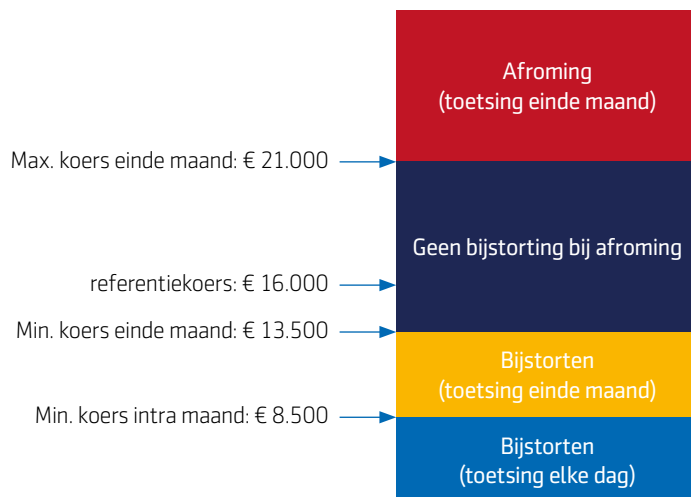 Afroming
(toetsing einde maand)
Max. koers einde maand: € 21.000
Geen bijstorting bij afroming
referentiekoers: € 16.000
Min. koers einde maand: € 13.500
Bijstorten
(toetsing einde maand)
Min. koers intra maand: € 8.500
Bijstorten
(toetsing elke dag)